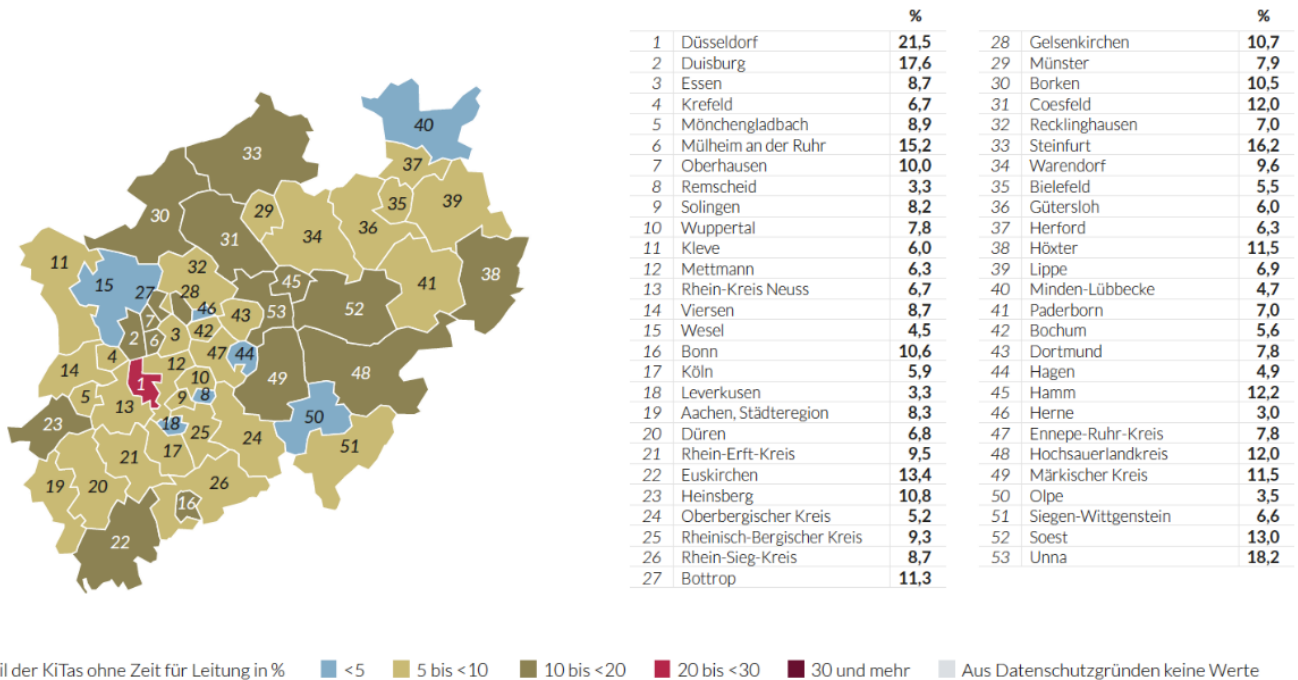 %
1 Düsseldorf 21,5
2 Duisburg 17,6
3 Essen 8,7
4 Krefeld 6,7
5 Mönchengladbach 8,9
6 Mülheim an der Ruhr 15,2
7 Oberhausen 10,0
8 Remscheid 3,3
9 Solingen 8,2
10 Wuppertal 7,8
11 Kleve 6,0
12 Mettmann 6,3
13 Rhein-Kreis Neuss 6,7
14 Viersen 8,7
15 Wesel 4,5
16 Bonn 10,6
17 Köln 5,9
18 Leverkusen 3,3
19 Aachen, Städteregion 8,3
20 Düren 6,8
21 Rhein-Erft-Kreis 9,5
22 Euskirchen 13,4
23 Heinsberg 10,8
24 Oberbergischer Kreis 5,2
25 Rheinisch-Bergischer Kreis 9,3
26 Rhein-Sieg-Kreis 8,7
27 Bottrop 11,3
%
28 Gelsenkirchen 10,7
29 Münster 7,9
30 Borken 10,5
31 Coesfeld 12,0
32 Recklinghausen 7,0
33 Steinfurt 16,2
34 Warendorf 9,6
35 Bielefeld 5,5
36 Gütersloh 6,0
37 Herford 6,3
38 Höxter 11,5
39 Lippe 6,9
40 Minden-Lübbecke 4,7
41 Paderborn 7,0
42 Bochum 5,6
43 Dortmund 7,8
44 Hagen 4,9
45 Hamm 12,2
46 Herne 3,0
47 Ennepe-Ruhr-Kreis 7,8
48 Hochsauerlandkreis 12,0
49 Märkischer Kreis 11,5
50 Olpe 3,5
51 Siegen-Wittgenstein 6,6
52 Soest 13,0
53 Unna 18,2
40
33
37
35
39
29
30
36
34
31
11
32
38
15
45
41
27
28
46
52
7
43
53
2
6
3
42
4
47
44
12
14
48
49
1
10
5
9
8
13
50
23
18
25
24
51
21
17
19
20
26
16
22
il der KiTas ohne Zeit für Leitung in % <5 5 bis <10 10 bis <20 20 bis <30 30 und mehr Aus Datenschutzgründen keine Werte